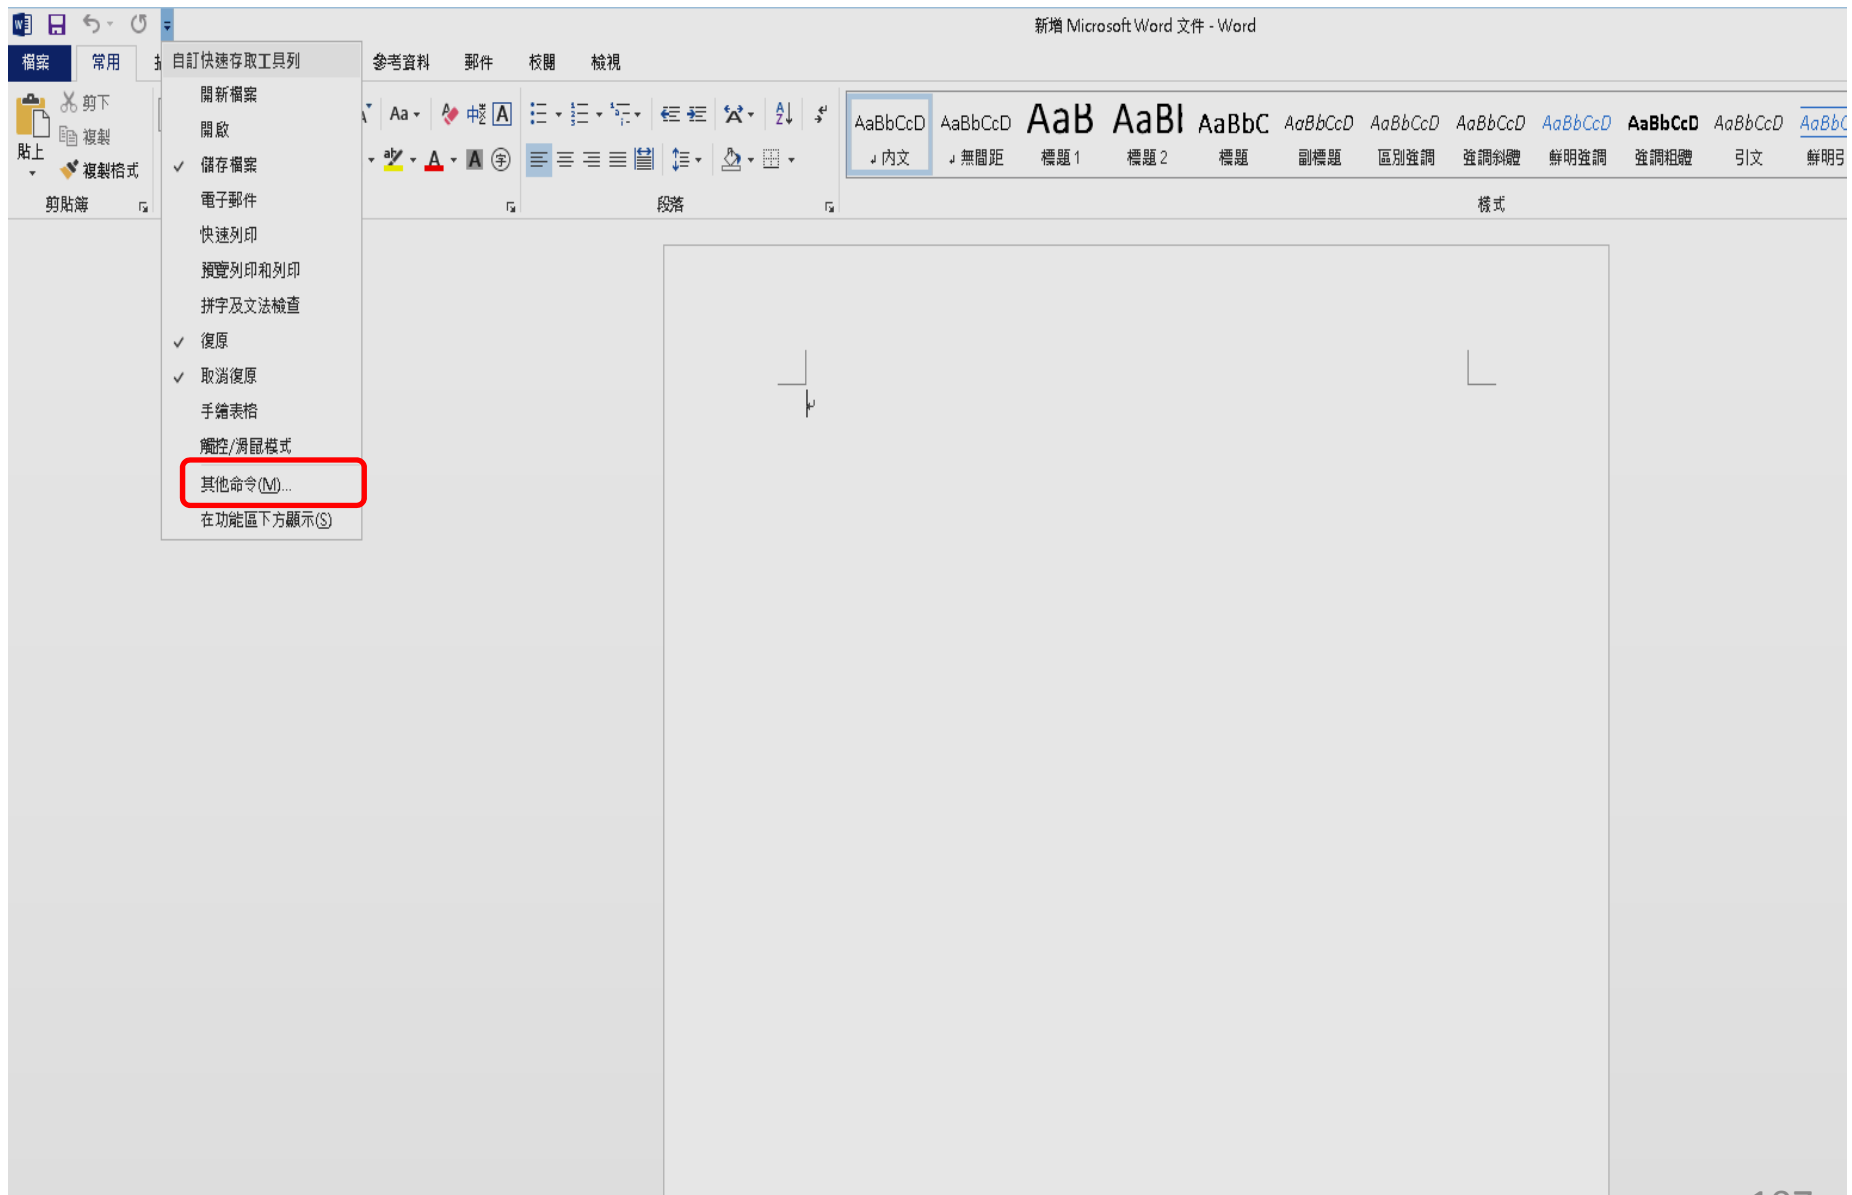 新增 Microsoft Word 文件 - Word
檔案 常用 參考資料 郵件 校閱 檢視
自訂快速存取工具列
開新檔案
開啟
✓ 儲存檔案
電子郵件
快速列印
預覽列印和列印
拼字及文法檢查
✓ 復原
✓ 取消復原
手繪表格
觸控/滑鼠模式
其他命令(M)...
在功能區下方顯示(S)
剪下
複製
貼上
複製格式
剪貼簿
段落
AaBbCcD AaBbCcD AaB AaBl AaBbC AaBbCcD AaBbCcD AaBbCcD AaBbCcD AaBbCcD AaBbCcD AaBbC
內文 無間距 標題 1 標題 2 標題 副標題 區別強調 強調斜體 鮮明強調 強調粗體 引文 鮮明引
樣式